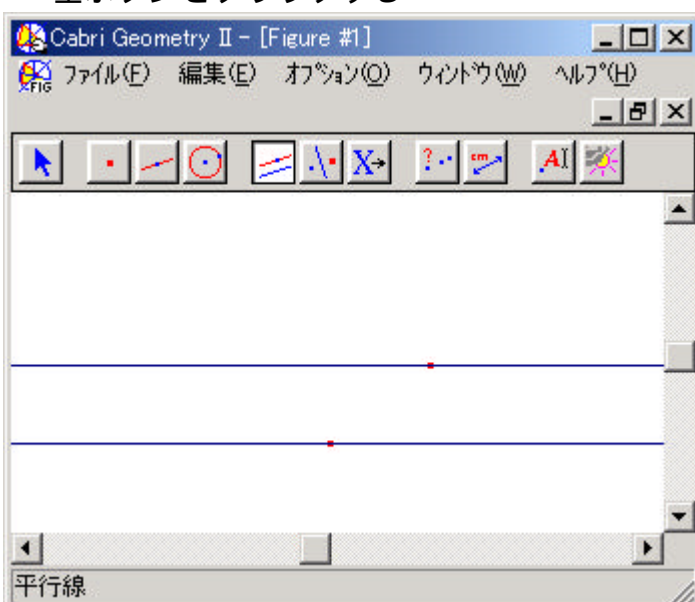 Cabri Geometry II - [Figure #1]
ファイル(F) 編集(E) オプション(O) ウィンドウ(W) ヘルプ(H)
平行線